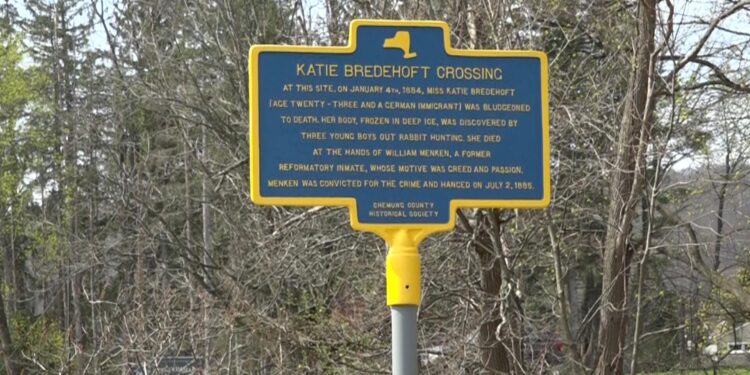 KATIE BREDEHOFT CROSSING
AT THIS SITE, ON JANUARY 4TH, 1884, MISS KATIE BREDEHOFT
(AGE TWENTY - THREE AND A GERMAN IMMIGRANT) WAS BLUDGEONED
TO DEATH. HER BODY, FROZEN IN DEEP ICE, WAS DISCOVERED BY
THREE YOUNG BOYS OUT RABBIT HUNTING. SHE DIED
AT THE HANDS OF WILLIAM MENKEN, A FORMER
REFORMATORY INMATE, WHOSE MOTIVE WAS GREED AND PASSION.
MENKEN WAS CONVICTED FOR THE CRIME AND HANGED ON JULY 2, 1885.
CHEMUNG COUNTY
HISTORICAL SOCIETY